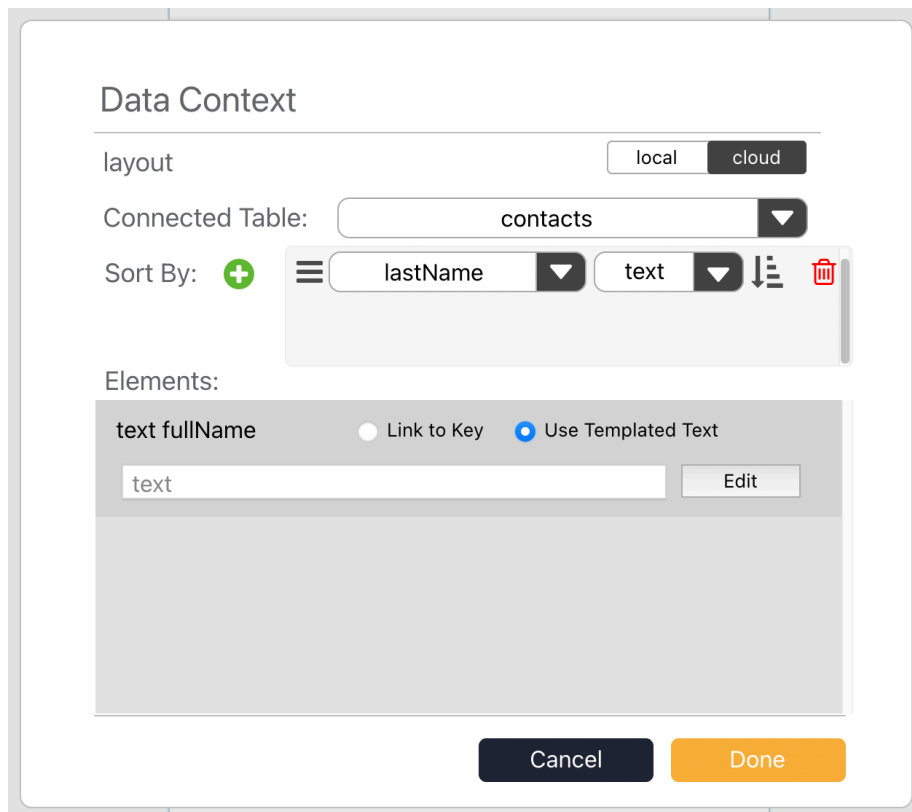 Data Context
layout local cloud
Connected Table: contacts
Sort By: lastName text
Elements:
text fullName Link to Key Use Templated Text
text Edit
Cancel Done